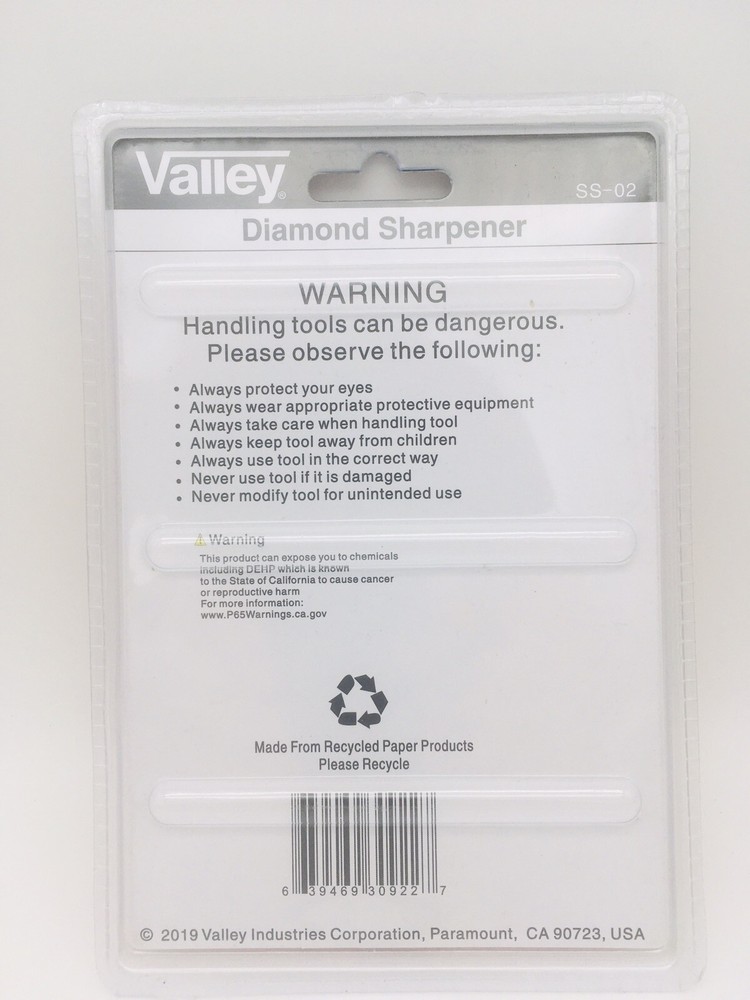 Valley®
SS-02
Diamond Sharpener
WARNING
Handling tools can be dangerous.
Please observe the following:
• Always protect your eyes
• Always wear appropriate protective equipment
• Always take care when handling tool
• Always keep tool away from children
• Always use tool in the correct way
• Never use tool if it is damaged
• Never modify tool for unintended use
⚠ Warning
This product can expose you to chemicals
including DEHP which is known
to the State of California to cause cancer
or reproductive harm
For more information:
www.P65Warnings.ca.gov
Made From Recycled Paper Products
Please Recycle
6 39469 30922 7
© 2019 Valley Industries Corporation, Paramount, CA 90723, USA